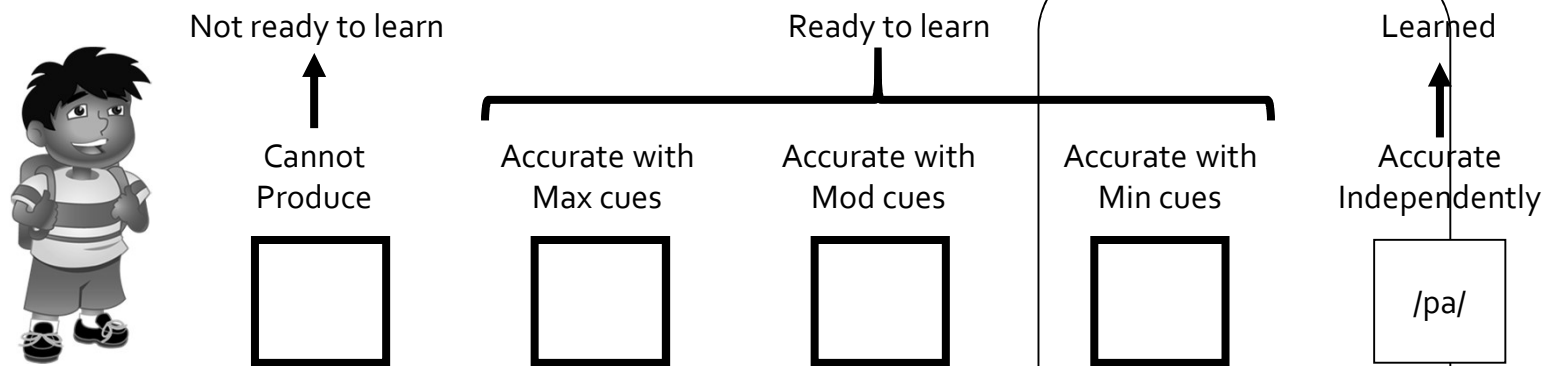 Not ready to learn
Ready to learn
Learned
Cannot
Produce
Accurate with
Max cues
Accurate with
Mod cues
Accurate with
Min cues
Accurate
Independently
/pa/